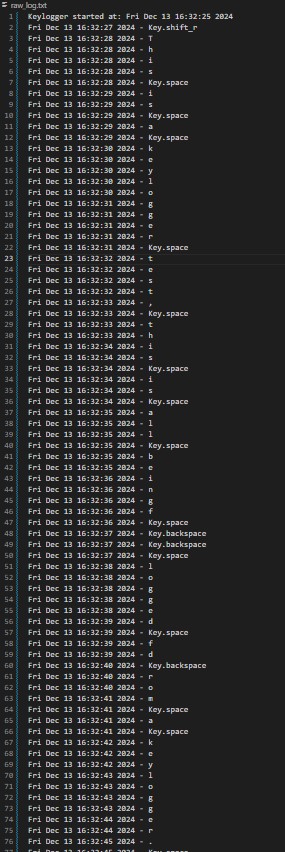 raw_log.txt
1 Keylogger started at: Fri Dec 13 16:32:25 2024
2 Fri Dec 13 16:32:27 2024 - Key.shift_r
3 Fri Dec 13 16:32:28 2024 - T
4 Fri Dec 13 16:32:28 2024 - h
5 Fri Dec 13 16:32:28 2024 - i
6 Fri Dec 13 16:32:28 2024 - s
7 Fri Dec 13 16:32:28 2024 - Key.space
8 Fri Dec 13 16:32:29 2024 - i
9 Fri Dec 13 16:32:29 2024 - s
10 Fri Dec 13 16:32:29 2024 - Key.space
11 Fri Dec 13 16:32:29 2024 - a
12 Fri Dec 13 16:32:29 2024 - Key.space
13 Fri Dec 13 16:32:30 2024 - k
14 Fri Dec 13 16:32:30 2024 - e
15 Fri Dec 13 16:32:30 2024 - y
16 Fri Dec 13 16:32:30 2024 - l
17 Fri Dec 13 16:32:30 2024 - o
18 Fri Dec 13 16:32:31 2024 - g
19 Fri Dec 13 16:32:31 2024 - g
20 Fri Dec 13 16:32:31 2024 - e
21 Fri Dec 13 16:32:31 2024 - r
22 Fri Dec 13 16:32:31 2024 - Key.space
23 Fri Dec 13 16:32:32 2024 - t
24 Fri Dec 13 16:32:32 2024 - e
25 Fri Dec 13 16:32:32 2024 - s
26 Fri Dec 13 16:32:32 2024 - t
27 Fri Dec 13 16:32:33 2024 - ,
28 Fri Dec 13 16:32:33 2024 - Key.space
29 Fri Dec 13 16:32:33 2024 - t
30 Fri Dec 13 16:32:34 2024 - h
31 Fri Dec 13 16:32:34 2024 - i
32 Fri Dec 13 16:32:34 2024 - s
33 Fri Dec 13 16:32:34 2024 - Key.space
34 Fri Dec 13 16:32:34 2024 - i
35 Fri Dec 13 16:32:34 2024 - s
36 Fri Dec 13 16:32:34 2024 - Key.space
37 Fri Dec 13 16:32:35 2024 - a
38 Fri Dec 13 16:32:35 2024 - l
39 Fri Dec 13 16:32:35 2024 - l
40 Fri Dec 13 16:32:35 2024 - Key.space
41 Fri Dec 13 16:32:35 2024 - b
42 Fri Dec 13 16:32:35 2024 - e
43 Fri Dec 13 16:32:36 2024 - i
44 Fri Dec 13 16:32:36 2024 - n
45 Fri Dec 13 16:32:36 2024 - g
46 Fri Dec 13 16:32:36 2024 - f
47 Fri Dec 13 16:32:36 2024 - Key.space
48 Fri Dec 13 16:32:37 2024 - Key.backspace
49 Fri Dec 13 16:32:37 2024 - Key.backspace
50 Fri Dec 13 16:32:37 2024 - Key.space
51 Fri Dec 13 16:32:38 2024 - l
52 Fri Dec 13 16:32:38 2024 - o
53 Fri Dec 13 16:32:38 2024 - g
54 Fri Dec 13 16:32:38 2024 - g
55 Fri Dec 13 16:32:38 2024 - e
56 Fri Dec 13 16:32:39 2024 - d
57 Fri Dec 13 16:32:39 2024 - Key.space
58 Fri Dec 13 16:32:39 2024 - f
59 Fri Dec 13 16:32:39 2024 - d
60 Fri Dec 13 16:32:40 2024 - Key.backspace
61 Fri Dec 13 16:32:40 2024 - r
62 Fri Dec 13 16:32:40 2024 - o
63 Fri Dec 13 16:32:41 2024 - m
64 Fri Dec 13 16:32:41 2024 - Key.space
65 Fri Dec 13 16:32:41 2024 - a
66 Fri Dec 13 16:32:41 2024 - Key.space
67 Fri Dec 13 16:32:42 2024 - k
68 Fri Dec 13 16:32:42 2024 - e
69 Fri Dec 13 16:32:42 2024 - y
70 Fri Dec 13 16:32:43 2024 - l
71 Fri Dec 13 16:32:43 2024 - o
72 Fri Dec 13 16:32:43 2024 - g
73 Fri Dec 13 16:32:43 2024 - g
74 Fri Dec 13 16:32:44 2024 - e
75 Fri Dec 13 16:32:44 2024 - r
76 Fri Dec 13 16:32:45 2024 - .